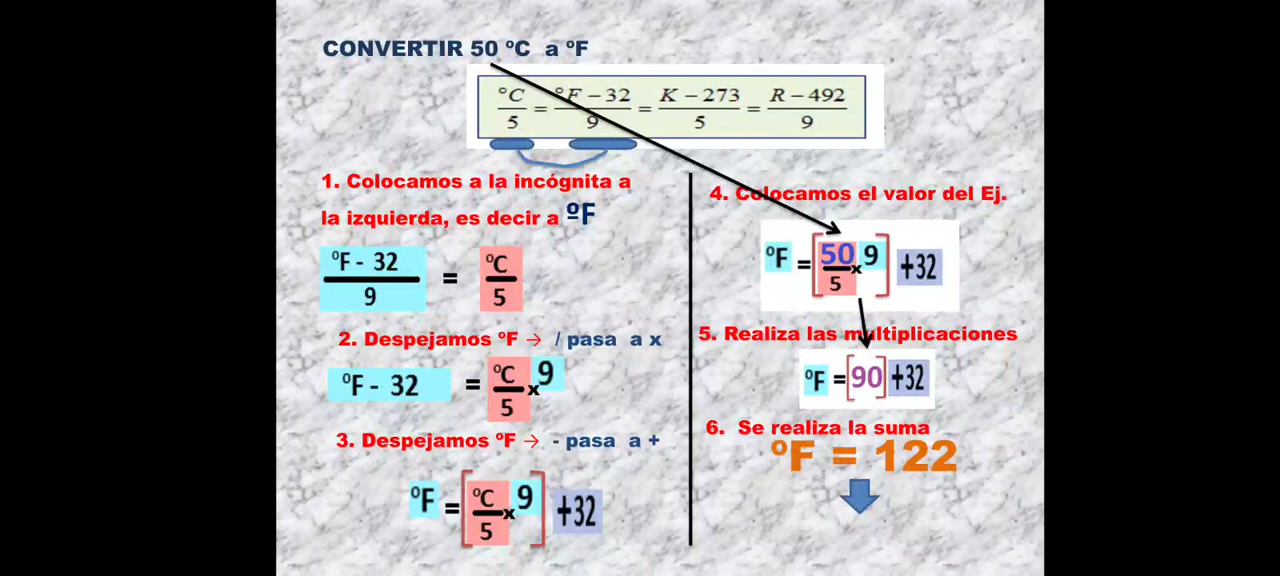 CONVERTIR 50 ºC a ºF
°C/5 = °F − 32/9 = K − 273/5 = R − 492/9
1. Colocamos a la incógnita a
la izquierda, es decir a ºF
ºF - 32/9 = ºC/5
2. Despejamos ºF → / pasa a x
ºF - 32 = ºC/5 x 9
3. Despejamos ºF → - pasa a +
ºF = [ºC/5 x 9] +32
4. Colocamos el valor del Ej.
ºF = [50/5 x 9] +32
5. Realiza las multiplicaciones
ºF = [90] +32
6. Se realiza la suma
ºF = 122